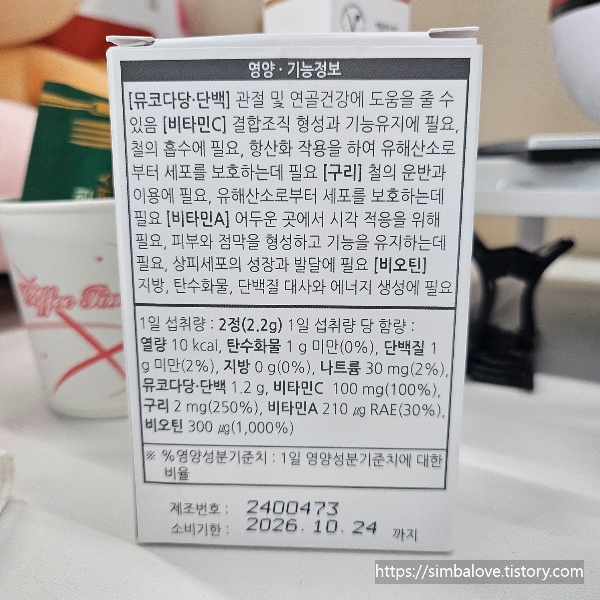 영양·기능정보
[뮤코다당·단백] 관절 및 연골건강에 도움을 줄 수
있음 [비타민C] 결합조직 형성과 기능유지에 필요,
철의 흡수에 필요, 항산화 작용을 하여 유해산소로
부터 세포를 보호하는데 필요 [구리] 철의 운반과
이용에 필요, 유해산소로부터 세포를 보호하는데
필요 [비타민A] 어두운 곳에서 시각 적응을 위해
필요, 피부와 점막을 형성하고 기능을 유지하는데
필요, 상피세포의 성장과 발달에 필요 [비오틴]
지방, 탄수화물, 단백질 대사와 에너지 생성에 필요
1일 섭취량 : 2정(2.2g) 1일 섭취량 당 함량 :
열량 10 kcal, 탄수화물 1 g 미만(0%), 단백질 1
g 미만(2%), 지방 0 g(0%), 나트륨 30 mg(2%),
뮤코다당·단백 1.2 g, 비타민C 100 mg(100%),
구리 2 mg(250%), 비타민A 210 ㎍ RAE(30%),
비오틴 300 ㎍(1,000%)
※ %영양성분기준치 : 1일 영양성분기준치에 대한
비율
제조번호 : 2400473
소비기한 : 2026.10.24 까지
Coffee Time
https://simbalove.tistory.com